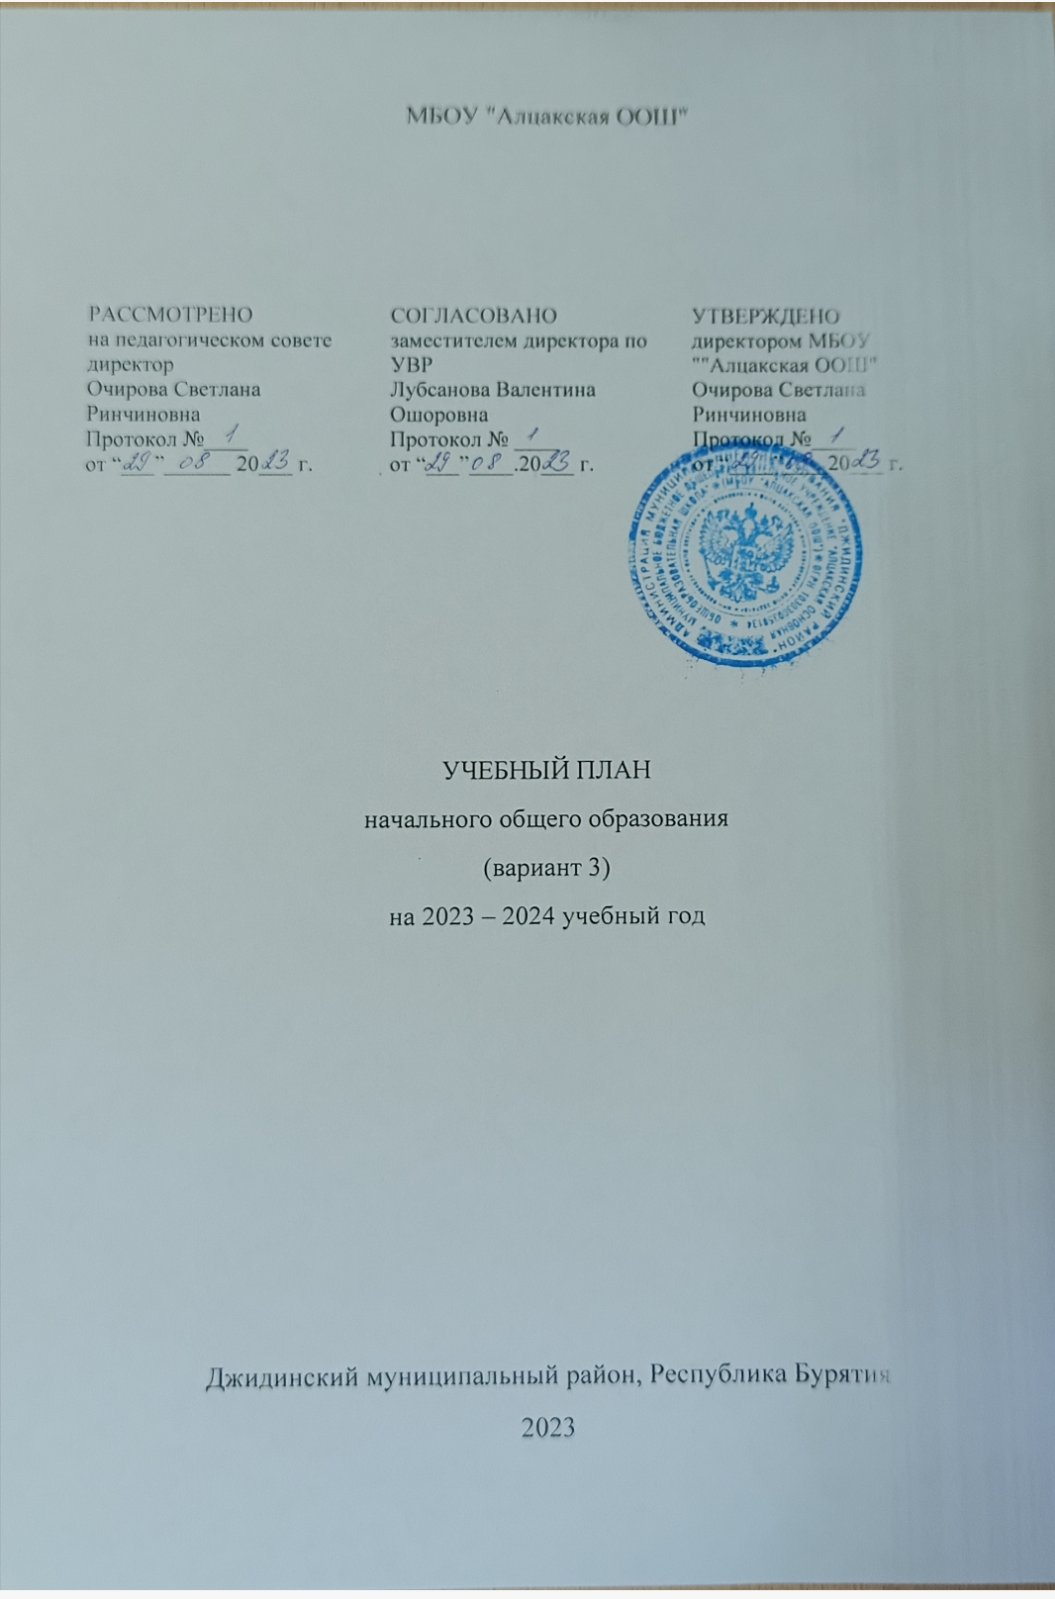 МБОУ "Алцакская ООШ"
РАССМОТРЕНО
на педагогическом совете
директор
Очирова Светлана
Ринчиновна
Протокол № 1
от “29” 08 2023 г.
СОГЛАСОВАНО
заместителем директора по
УВР
Лубсанова Валентина
Ошоровна
Протокол № 1
от “29” 08.2023 г.
УТВЕРЖДЕНО
директором МБОУ
""Алцакская ООШ"
Очирова Светлана
Ринчиновна
Протокол № 1
от “29” 08 2023 г.
УЧЕБНЫЙ ПЛАН
начального общего образования
(вариант 3)
на 2023 – 2024 учебный год
Джидинский муниципальный район, Республика Бурятия
2023